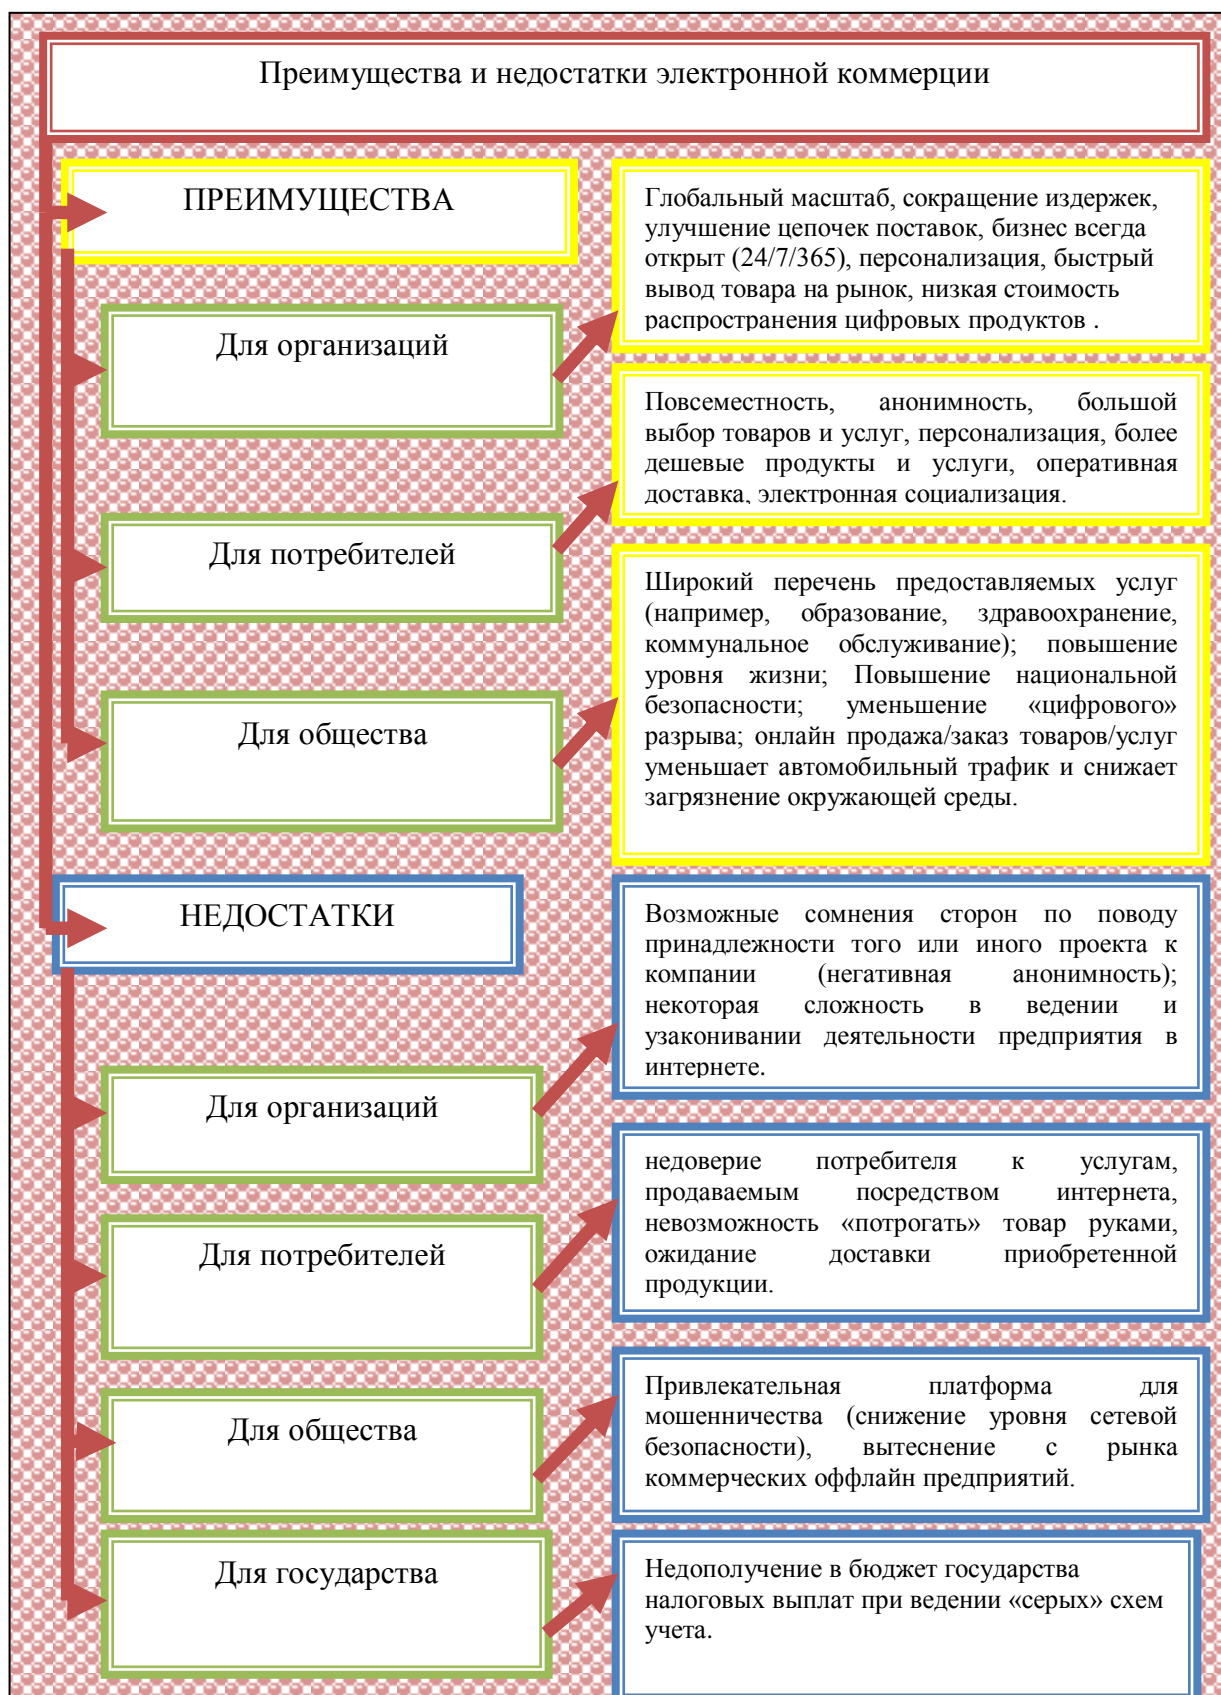 Преимущества и недостатки электронной коммерции
ПРЕИМУЩЕСТВА
Для организаций
Глобальный масштаб, сокращение издержек,
улучшение цепочек поставок, бизнес всегда
открыт (24/7/365), персонализация, быстрый
вывод товара на рынок, низкая стоимость
распространения цифровых продуктов .
Для потребителей
Повсеместность, анонимность, большой
выбор товаров и услуг, персонализация, более
дешевые продукты и услуги, оперативная
доставка, электронная социализация.
Для общества
Широкий перечень предоставляемых услуг
(например, образование, здравоохранение,
коммунальное обслуживание); повышение
уровня жизни; Повышение национальной
безопасности; уменьшение «цифрового»
разрыва; онлайн продажа/заказ товаров/услуг
уменьшает автомобильный трафик и снижает
загрязнение окружающей среды.
НЕДОСТАТКИ
Для организаций
Возможные сомнения сторон по поводу
принадлежности того или иного проекта к
компании (негативная анонимность);
некоторая сложность в ведении и
узаконивании деятельности предприятия в
интернете.
Для потребителей
недоверие потребителя к услугам,
продаваемым посредством интернета,
невозможность «потрогать» товар руками,
ожидание доставки приобретенной
продукции.
Для общества
Привлекательная платформа для
мошенничества (снижение уровня сетевой
безопасности), вытеснение с рынка
коммерческих оффлайн предприятий.
Для государства
Недополучение в бюджет государства
налоговых выплат при ведении «серых» схем
учета.